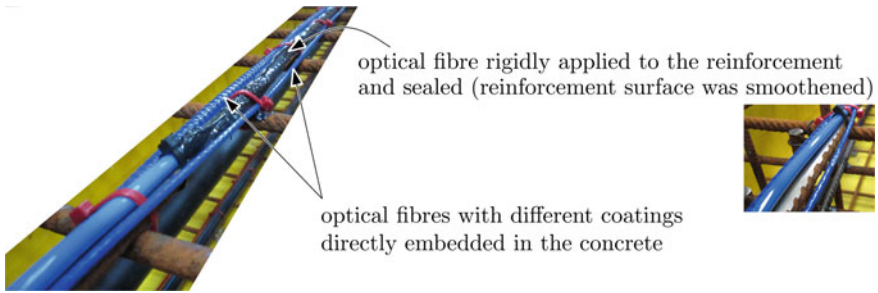 optical fibre rigidly applied to the reinforcement
and sealed (reinforcement surface was smoothened)
optical fibres with different coatings
directly embedded in the concrete